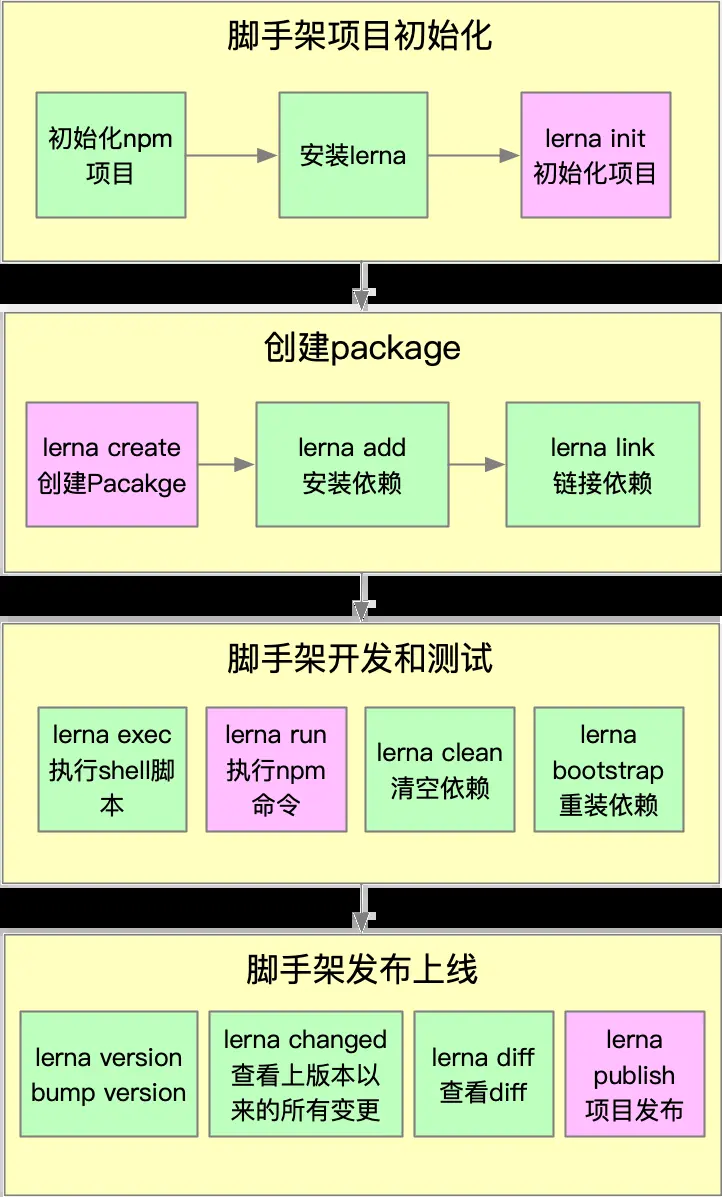 脚手架项目初始化
初始化npm
项目
安装lerna
lerna init
初始化项目
创建package
lerna create
创建Pacakge
lerna add
安装依赖
lerna link
链接依赖
脚手架开发和测试
lerna exec
执行shell脚
本
lerna run
执行npm
命令
lerna clean
清空依赖
lerna
bootstrap
重装依赖
脚手架发布上线
lerna version
bump version
lerna changed
查看上版本以
来的所有变更
lerna diff
查看diff
lerna
publish
项目发布